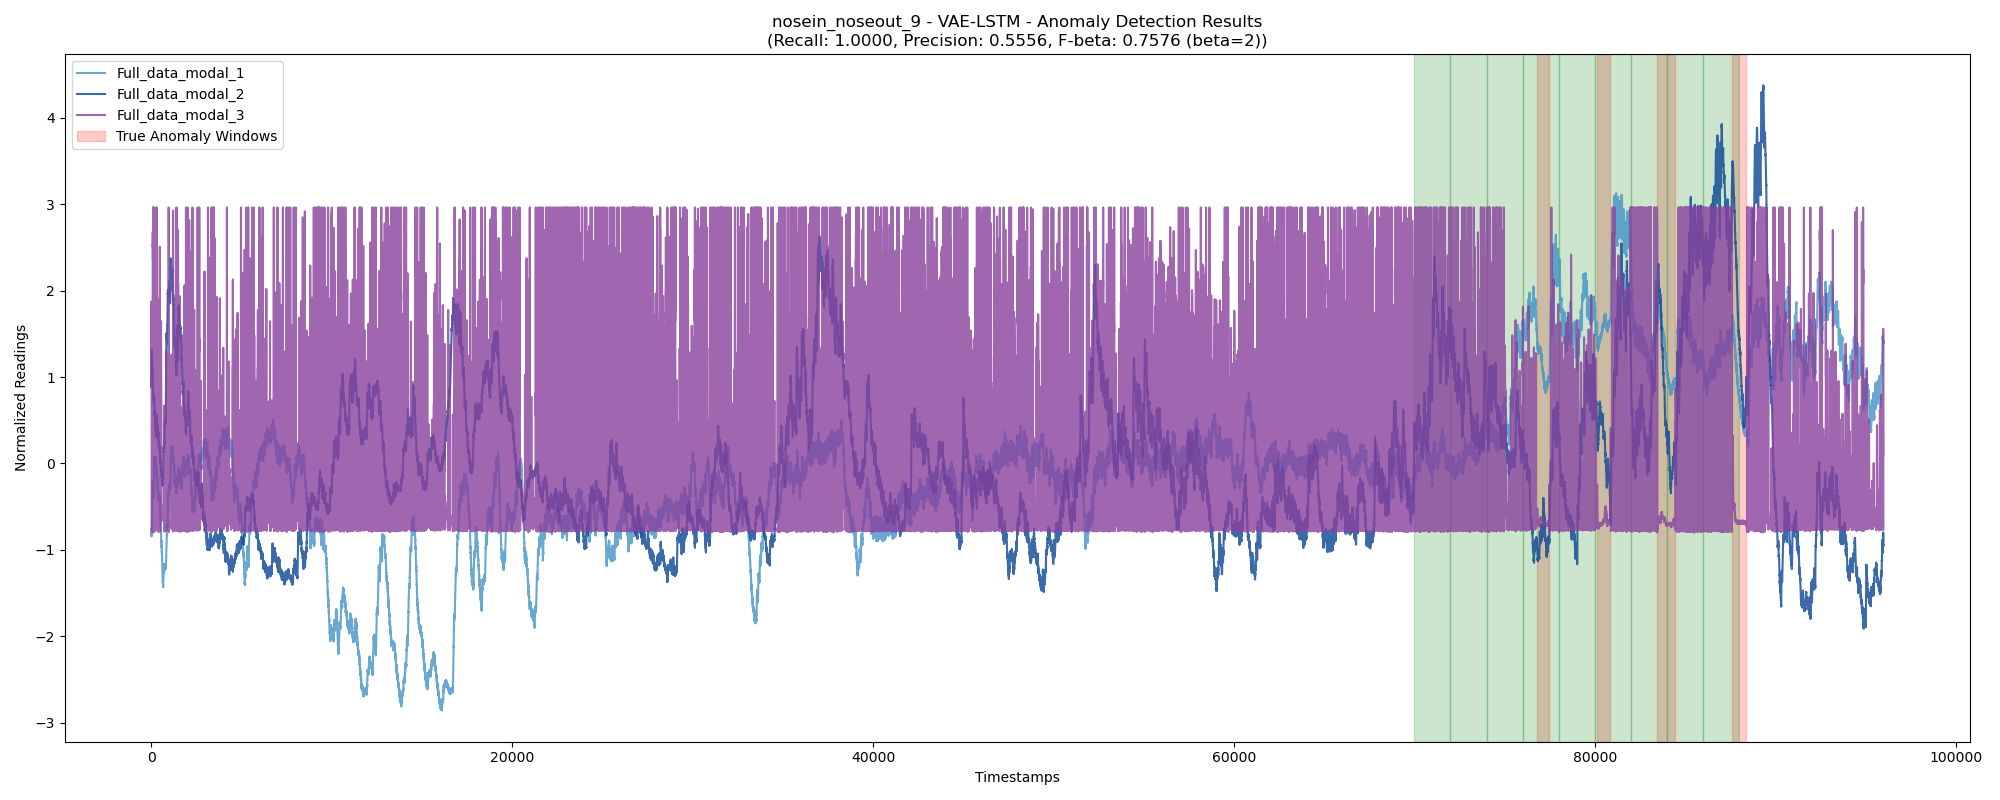 nosein_noseout_9 - VAE-LSTM - Anomaly Detection Results
(Recall: 1.0000, Precision: 0.5556, F-beta: 0.7576 (beta=2))
Full_data_modal_1
Full_data_modal_2
Full_data_modal_3
True Anomaly Windows
Normalized Readings
4
3
2
1
0
−1
−2
−3
0
20000
40000
60000
80000
100000
Timestamps